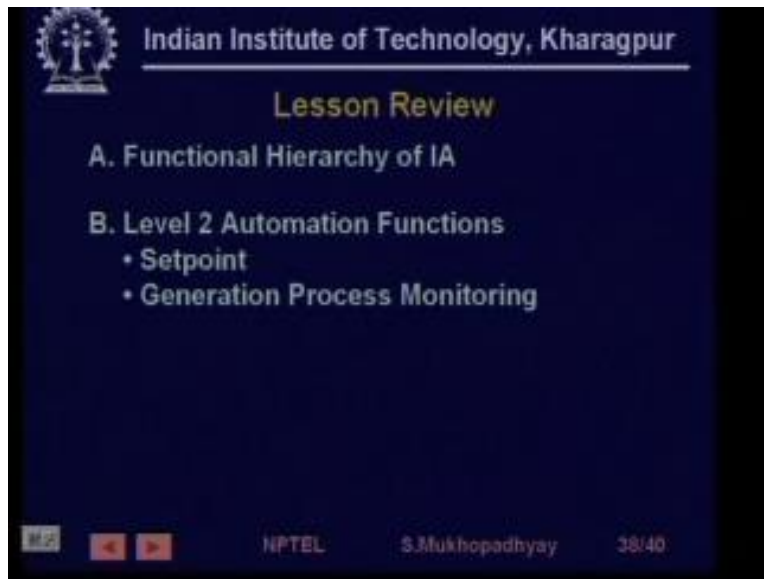 Indian Institute of Technology, Kharagpur
Lesson Review
A. Functional Hierarchy of IA
B. Level 2 Automation Functions
• Setpoint
• Generation Process Monitoring
NPTEL S.Mukhopadhyay 38/40